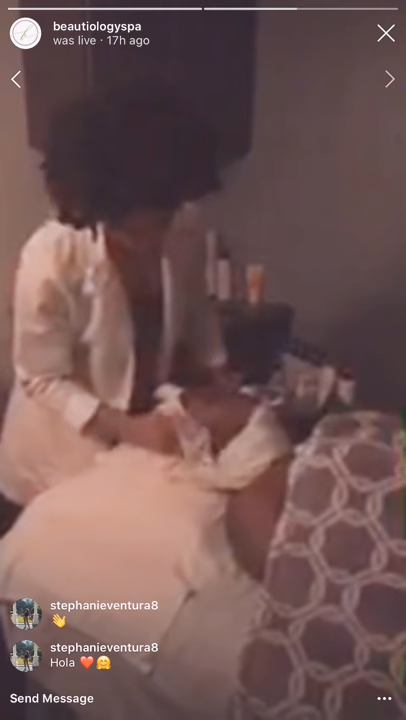 beautiologyspa
was live · 17h ago
stephanieventura8
👋
stephanieventura8
Hola ❤️🤗
Send Message